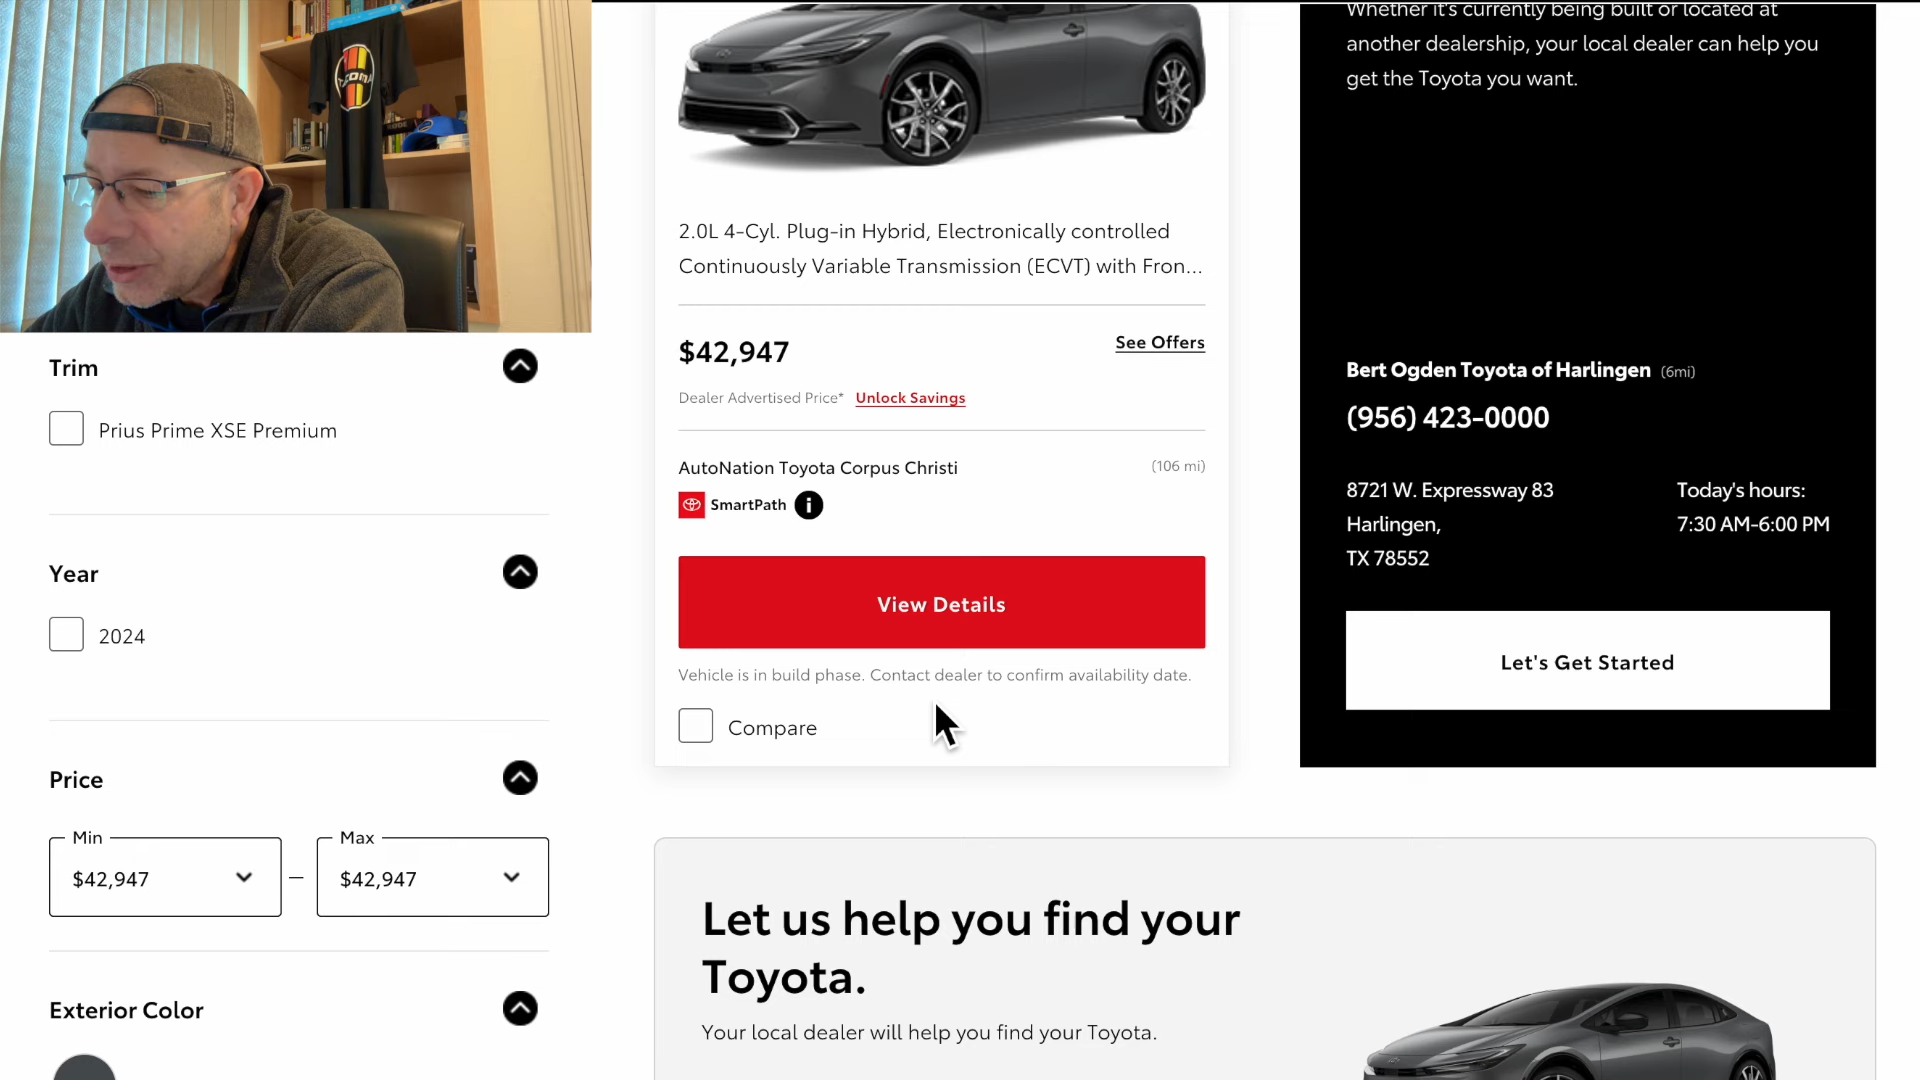 TACOMA
Trim
Prius Prime XSE Premium
Year
2024
Price
Min
$42,947
–
Max
$42,947
Exterior Color
2.0L 4-Cyl. Plug-in Hybrid, Electronically controlled
Continuously Variable Transmission (ECVT) with Fron...
$42,947
See Offers
Dealer Advertised Price* Unlock Savings
AutoNation Toyota Corpus Christi (106 mi)
SmartPath i
View Details
Vehicle is in build phase. Contact dealer to confirm availability date.
Compare
Whether it's currently being built or located at
another dealership, your local dealer can help you
get the Toyota you want.
Bert Ogden Toyota of Harlingen (6mi)
(956) 423-0000
8721 W. Expressway 83
Harlingen,
TX 78552
Today's hours:
7:30 AM-6:00 PM
Let's Get Started
Let us help you find your
Toyota.
Your local dealer will help you find your Toyota.